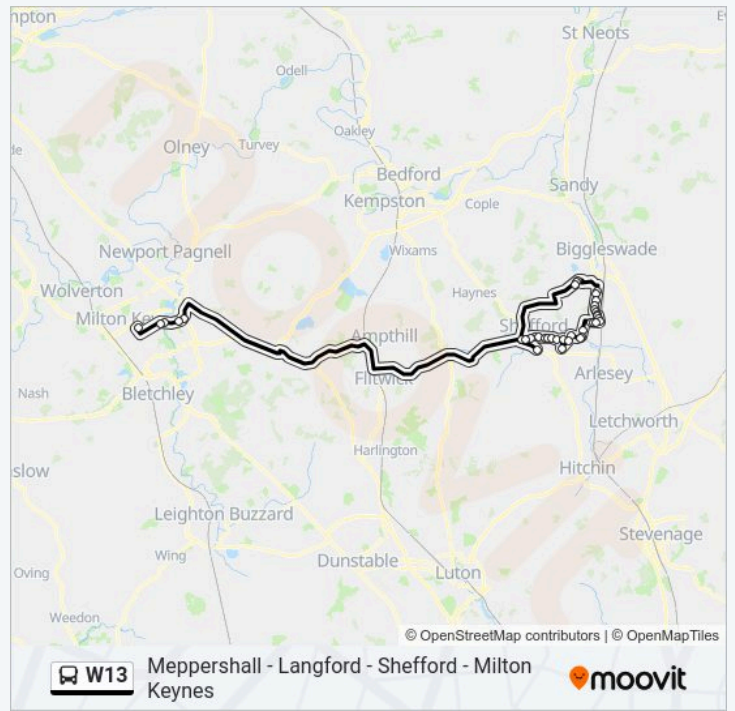 npton
St Neots
E
Odell
Oakley
Olney
Turvey
de
Bedford
Kempston
Cople
Sandy
Newport Pagnell
Wixams
Biggleswade
Wolverton
Haynes
Milton Ke
Shefford
Ampthill
Flitwick
Arlesey
Nash
Bletchley
Letchworth
Harlington
Hitchin
slow
Leighton Buzzard
Stevenage
Wing
Dunstable
Oving
Luton
Weedon
© OpenStreetMap contributors | © OpenMapTiles
W13
Meppershall - Langford - Shefford - Milton
Keynes
moovit